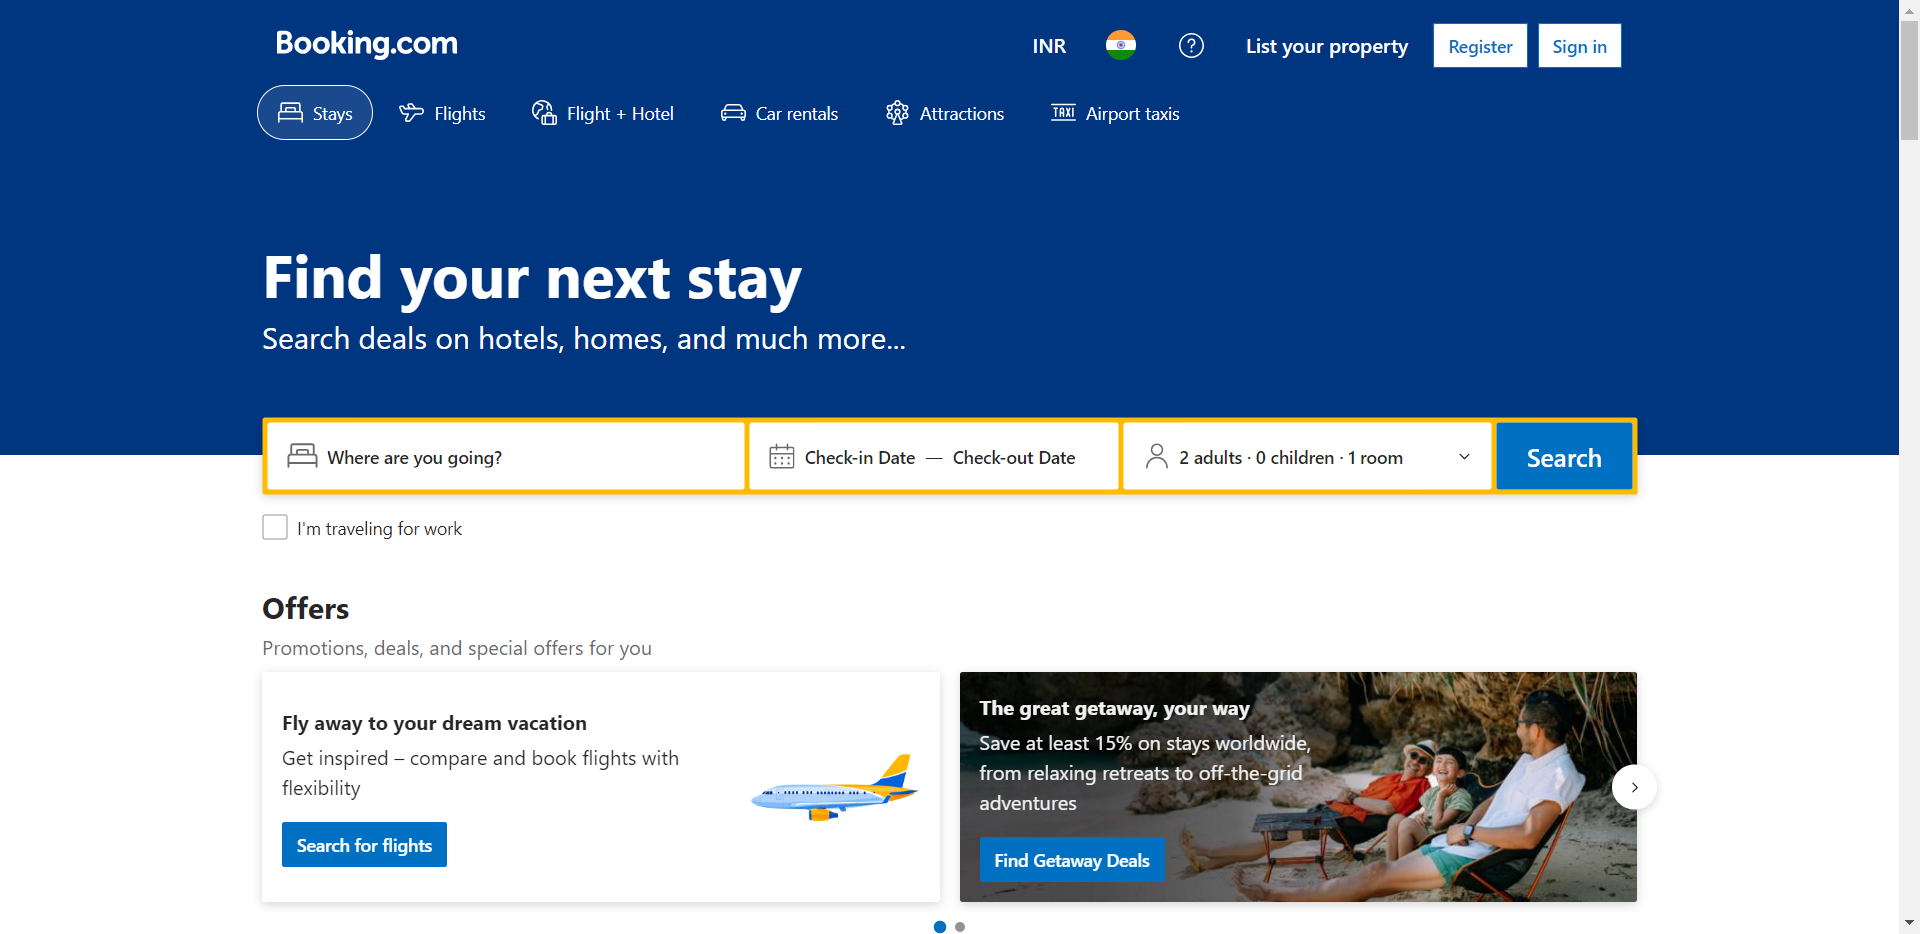 Booking.com
INR
List your property
Register
Sign in
Stays
Flights
Flight + Hotel
Car rentals
Attractions
TAXI
Airport taxis
Find your next stay
Search deals on hotels, homes, and much more...
Where are you going?
Check-in Date — Check-out Date
2 adults · 0 children · 1 room
Search
I'm traveling for work
Offers
Promotions, deals, and special offers for you
Fly away to your dream vacation
Get inspired – compare and book flights with
flexibility
Search for flights
The great getaway, your way
Save at least 15% on stays worldwide,
from relaxing retreats to off-the-grid
adventures
Find Getaway Deals